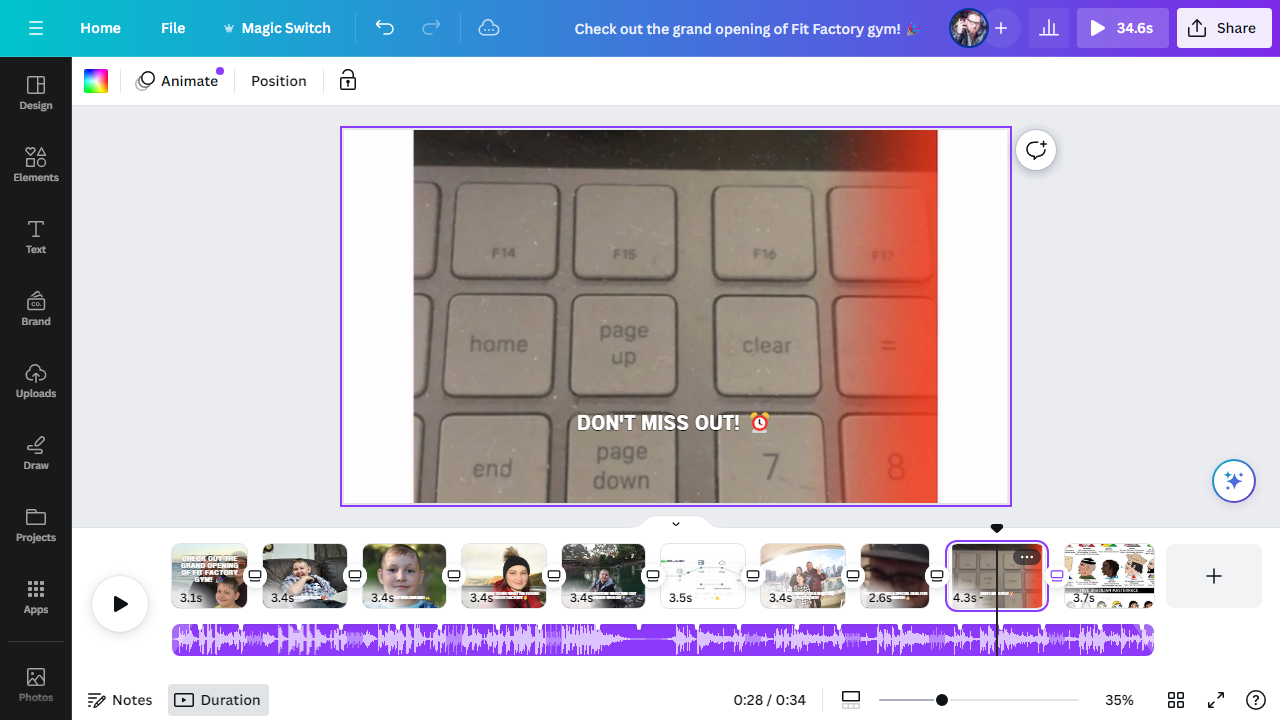 Home
File
Magic Switch
Check out the grand opening of Fit Factory gym! 🎉
34.6s
Share
Design
Elements
Text
CO.
Brand
Uploads
Draw
Projects
Apps
Photos
Animate
Position
F14
F15
F16
F17
home
page
up
clear
=
DON'T MISS OUT! ⏰
end
page
down
7
8
CHECK OUT THE
GRAND OPENING
OF FIT FACTORY
GYM! 🎉
3.1s
3.4s
3.4s
3.4s
3.4s
3.5s
3.4s
2.6s
4.3s
3.7s
Notes
Duration
0:28 / 0:34
35%